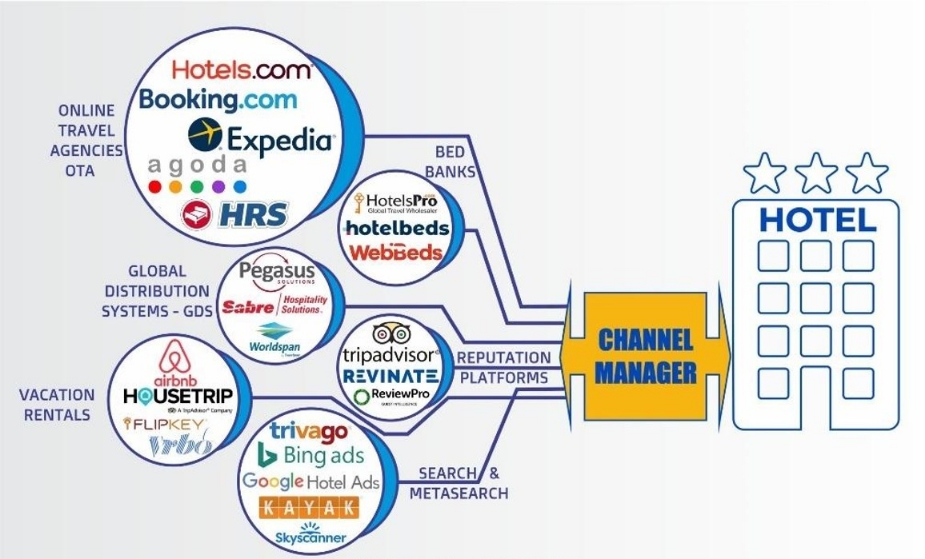 ONLINE
TRAVEL
AGENCIES
OTA
Hotels.com
Booking.com
Expedia
agoda
HRS
BED
BANKS
HotelsPro
Global Travel Wholesaler
hotelbeds
WebBeds
GLOBAL
DISTRIBUTION
SYSTEMS - GDS
Pegasus
SOLUTIONS
Sabre Hospitality
Solutions
Worldspan
tripadvisor
REVINATE
ReviewPro
REPUTATION
PLATFORMS
VACATION
RENTALS
airbnb
HOUSETRIP
A TripAdvisor Company
FLIPKEY
Vrbo
trivago
Bing ads
Google Hotel Ads
KAYAK
Skyscanner
SEARCH &
METASEARCH
CHANNEL
MANAGER
HOTEL